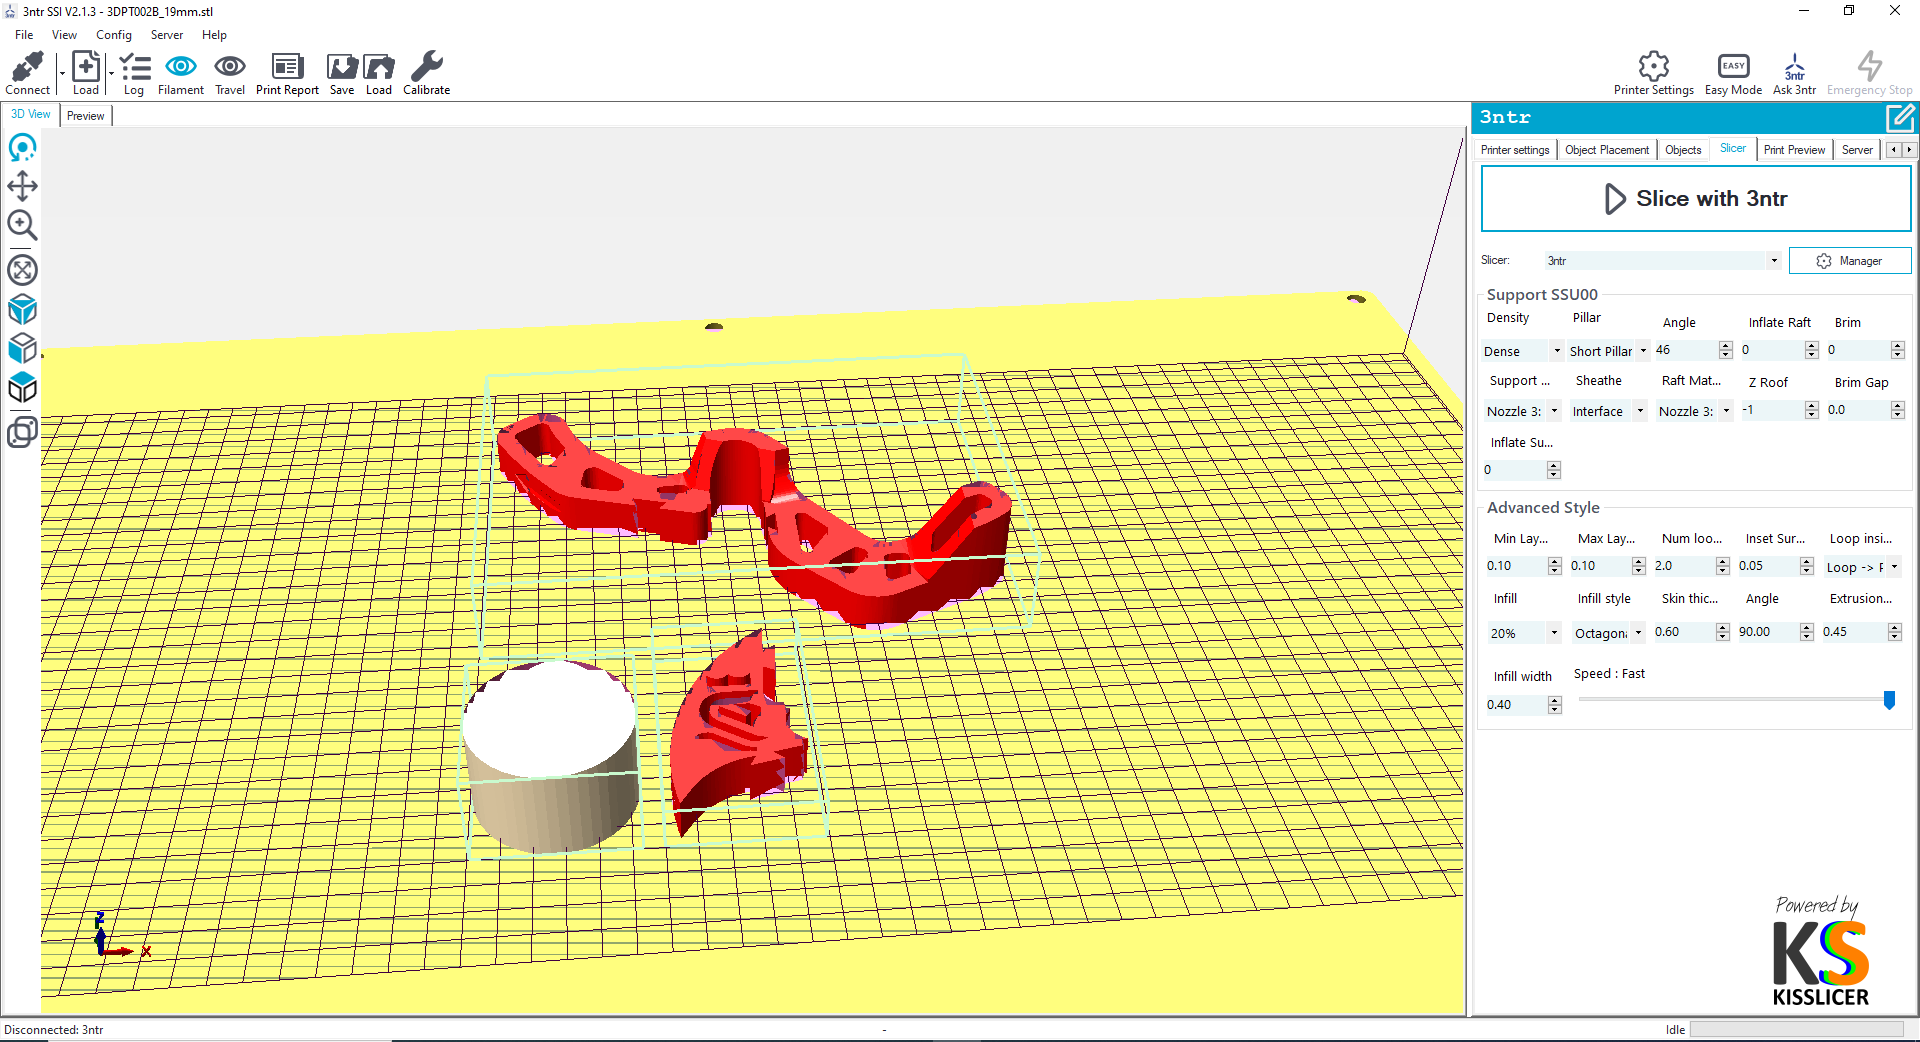 3ntr SSI V2.1.3 - 3DPT002B_19mm.stl
File View Config Server Help
Connect Load Log Filament Travel Print Report Save Load Calibrate
EASY
3ntr
Printer Settings Easy Mode Ask 3ntr Emergency Stop
3D View Preview
3ntr
Printer settings Object Placement Objects Slicer Print Preview Server
Slice with 3ntr
Slicer: 3ntr Manager
Support SSU00
Density Pillar Angle Inflate Raft Brim
Dense Short Pillar 46 0 0
Support ... Sheathe Raft Mat... Z Roof Brim Gap
Nozzle 3: Interface Nozzle 3: -1 0.0
Inflate Su...
0
Advanced Style
Min Lay... Max Lay... Num loo... Inset Sur... Loop insi...
0.10 0.10 2.0 0.05 Loop -> P
Infill Infill style Skin thic... Angle Extrusion...
20% Octagona 0.60 90.00 0.45
Infill width Speed : Fast
0.40
Z
X
Powered by
KS
KISSLICER
Disconnected: 3ntr - Idle